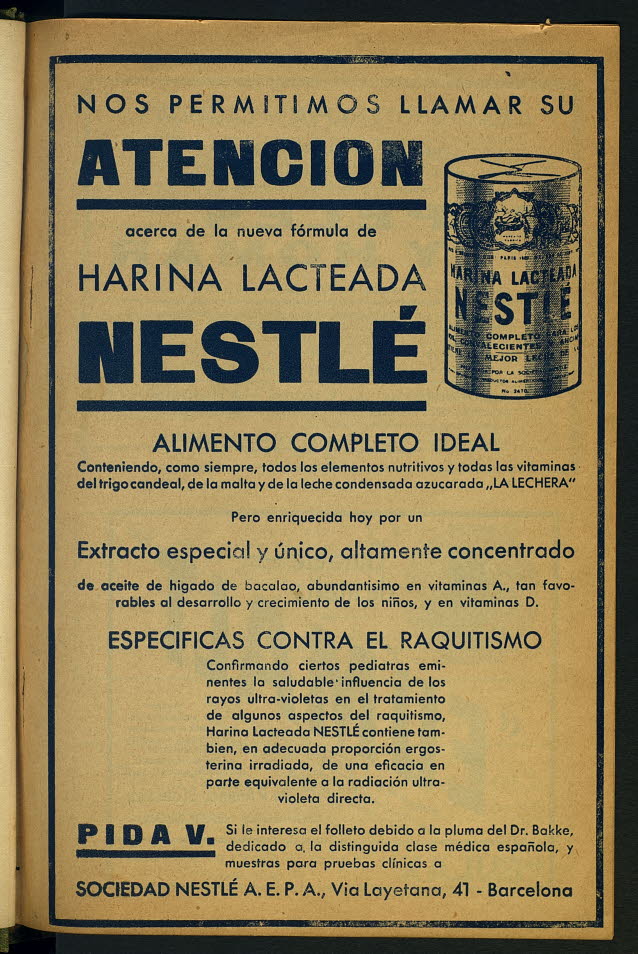 NOS PERMITIMOS LLAMAR SU
ATENCION
acerca de la nueva fórmula de
HARINA LACTEADA
NESTLÉ
HARINA LACTEADA
NESTLÉ
COMPLETO
MEJOR
POR LA
No. 2470
ALIMENTO COMPLETO IDEAL
Conteniendo, como siempre, todos los elementos nutritivos y todas las vitaminas
del trigo candeal, de la malta y de la leche condensada azucarada „LA LECHERA“
Pero enriquecida hoy por un
Extracto especial y único, altamente concentrado
de aceite de higado de bacalao, abundantisimo en vitaminas A., tan favo-
rables al desarrollo y crecimiento de los niños, y en vitaminas D.
ESPECIFICAS CONTRA EL RAQUITISMO
Confirmando ciertos pediatras emi-
nentes la saludable influencia de los
rayos ultra-violetas en el tratamiento
de algunos aspectos del raquitismo,
Harina Lacteada NESTLÉ contiene tam-
bien, en adecuada proporción ergos-
terina irradiada, de una eficacia en
parte equivalente a la radiación ultra-
violeta directa.
PIDA V.
Si le interesa el folleto debido a la pluma del Dr. Bakke,
dedicado a la distinguida clase médica española, y
muestras para pruebas clínicas a
SOCIEDAD NESTLÉ A. E. P. A., Via Layetana, 41 - Barcelona